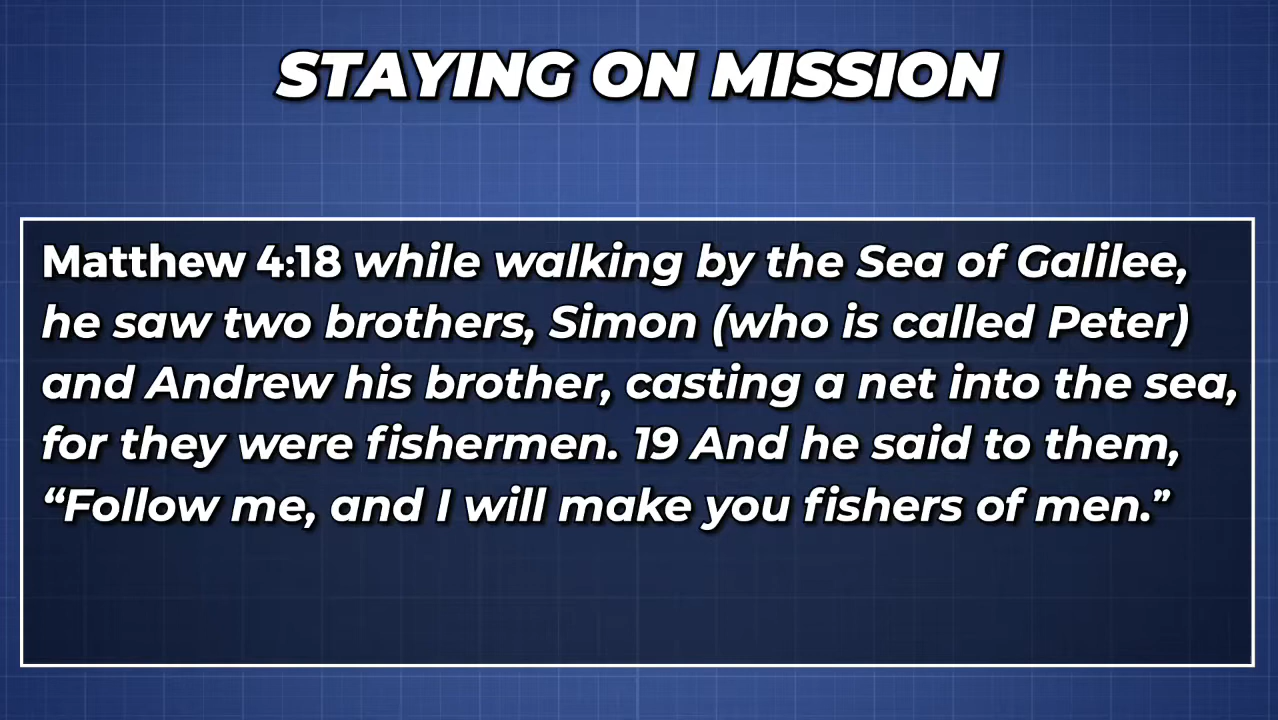 STAYING ON MISSION
Matthew 4:18 while walking by the Sea of Galilee,
he saw two brothers, Simon (who is called Peter)
and Andrew his brother, casting a net into the sea,
for they were fishermen. 19 And he said to them,
“Follow me, and I will make you fishers of men.”